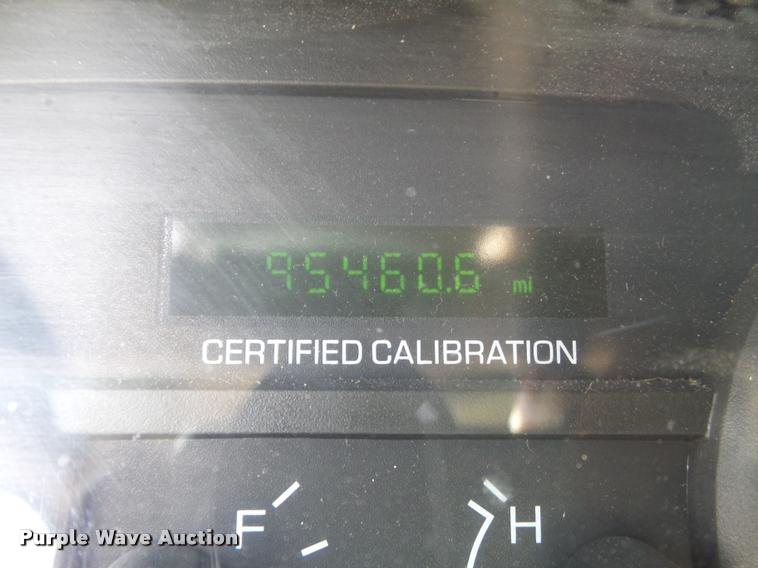 95460.6 mi
CERTIFIED CALIBRATION
F H
Purple Wave Auction